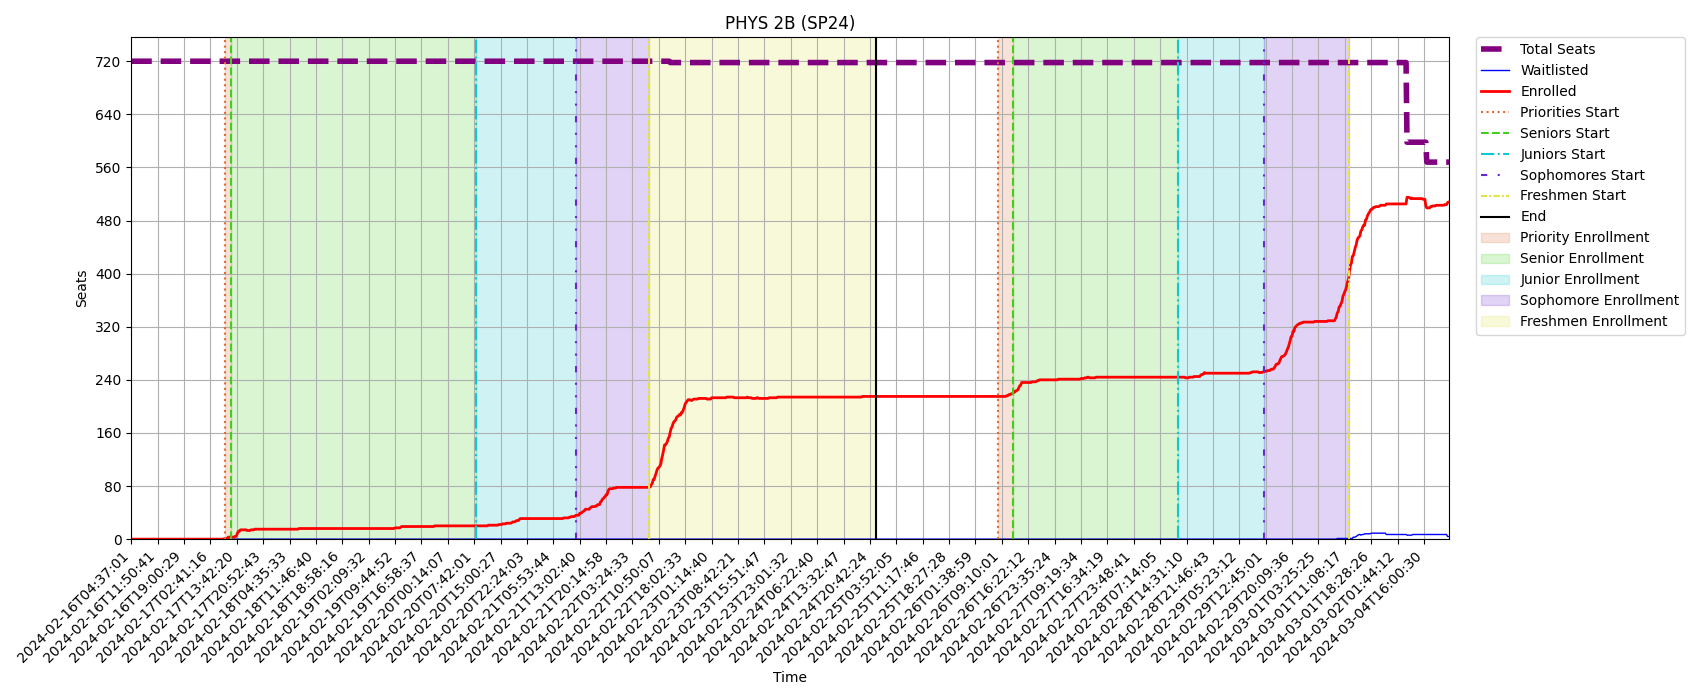 PHYS 2B (SP24)
Seats
720
640
560
480
400
320
240
160
80
0
2024-02-16T04:37:01
2024-02-16T11:50:41
2024-02-16T19:00:29
2024-02-17T02:41:16
2024-02-17T13:42:20
2024-02-17T20:52:43
2024-02-18T04:35:33
2024-02-18T11:46:40
2024-02-18T18:58:16
2024-02-19T02:09:32
2024-02-19T09:44:52
2024-02-19T16:58:37
2024-02-20T00:14:07
2024-02-20T07:42:01
2024-02-20T15:00:27
2024-02-20T22:24:03
2024-02-21T05:53:44
2024-02-21T13:02:40
2024-02-21T20:14:58
2024-02-22T03:24:33
2024-02-22T10:50:07
2024-02-22T18:02:33
2024-02-23T01:14:40
2024-02-23T08:42:21
2024-02-23T15:51:47
2024-02-23T23:01:32
2024-02-24T06:22:40
2024-02-24T13:32:47
2024-02-24T20:42:24
2024-02-25T03:52:05
2024-02-25T11:17:46
2024-02-25T18:27:28
2024-02-26T01:38:59
2024-02-26T09:10:01
2024-02-26T16:22:12
2024-02-26T23:35:24
2024-02-27T09:19:34
2024-02-27T16:34:19
2024-02-27T23:48:41
2024-02-28T07:14:05
2024-02-28T14:31:10
2024-02-28T21:46:43
2024-02-29T05:23:12
2024-02-29T12:45:01
2024-02-29T20:09:36
2024-03-01T03:25:25
2024-03-01T11:08:17
2024-03-01T18:28:26
2024-03-02T01:44:12
2024-03-04T16:00:30
Time
Total Seats
Waitlisted
Enrolled
Priorities Start
Seniors Start
Juniors Start
Sophomores Start
Freshmen Start
End
Priority Enrollment
Senior Enrollment
Junior Enrollment
Sophomore Enrollment
Freshmen Enrollment